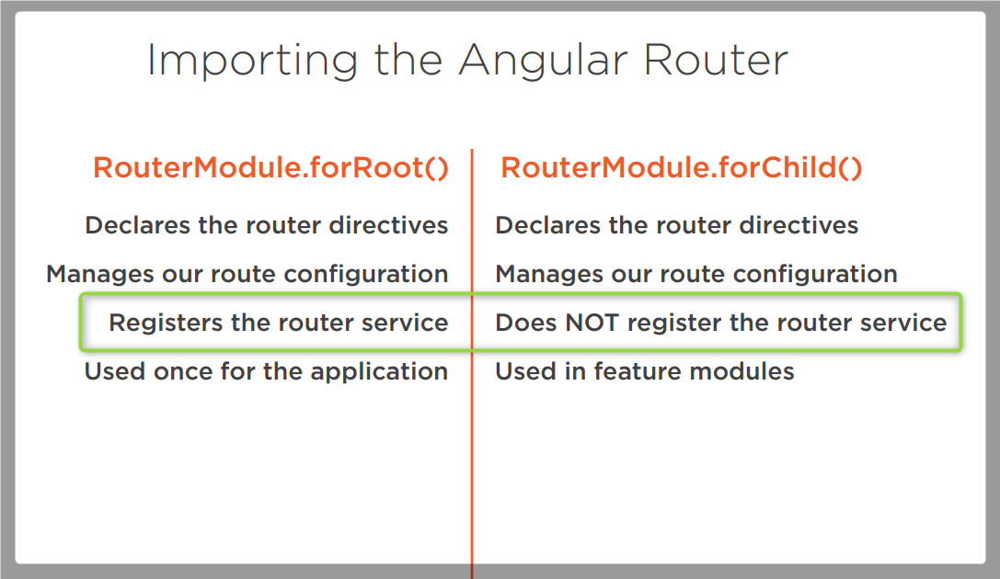 Importing the Angular Router
RouterModule.forRoot()
Declares the router directives
Manages our route configuration
Registers the router service
Used once for the application
RouterModule.forChild()
Declares the router directives
Manages our route configuration
Does NOT register the router service
Used in feature modules